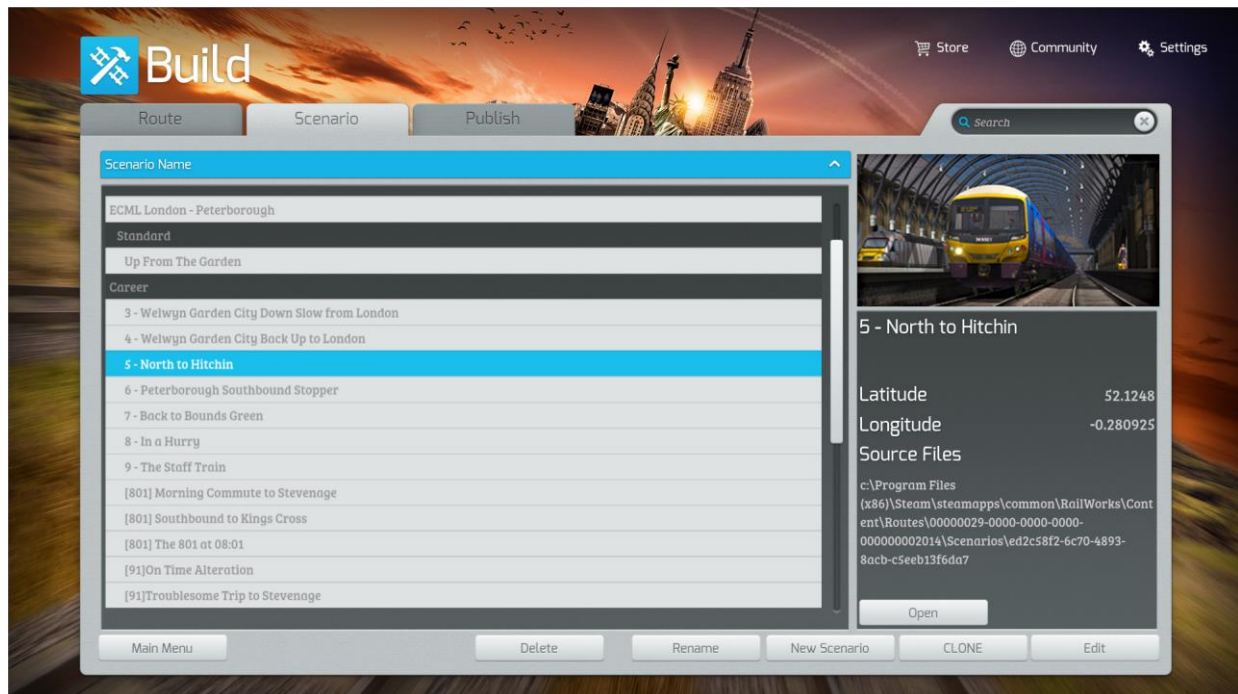 Build
Store
Community
Settings
Route
Scenario
Publish
Search
Scenario Name
ECML London - Peterborough
Standard
Up From The Garden
Career
3 - Welwyn Garden City Down Slow from London
4 - Welwyn Garden City Back Up to London
5 - North to Hitchin
6 - Peterborough Southbound Stopper
7 - Back to Bounds Green
8 - In a Hurry
9 - The Staff Train
[801] Morning Commute to Stevenage
[801] Southbound to Kings Cross
[801] The 801 at 08:01
[91]On Time Alteration
[91]Troublesome Trip to Stevenage
5 - North to Hitchin
Latitude 52.1248
Longitude -0.280925
Source Files
c:\Program Files
(x86)\Steam\steamapps\common\RailWorks\Cont
ent\Routes\00000029-0000-0000-0000-
000000002014\Scenarios\ed2c58f2-6c70-4893-
8acb-c5eeb13f6da7
Open
Main Menu
Delete
Rename
New Scenario
CLONE
Edit